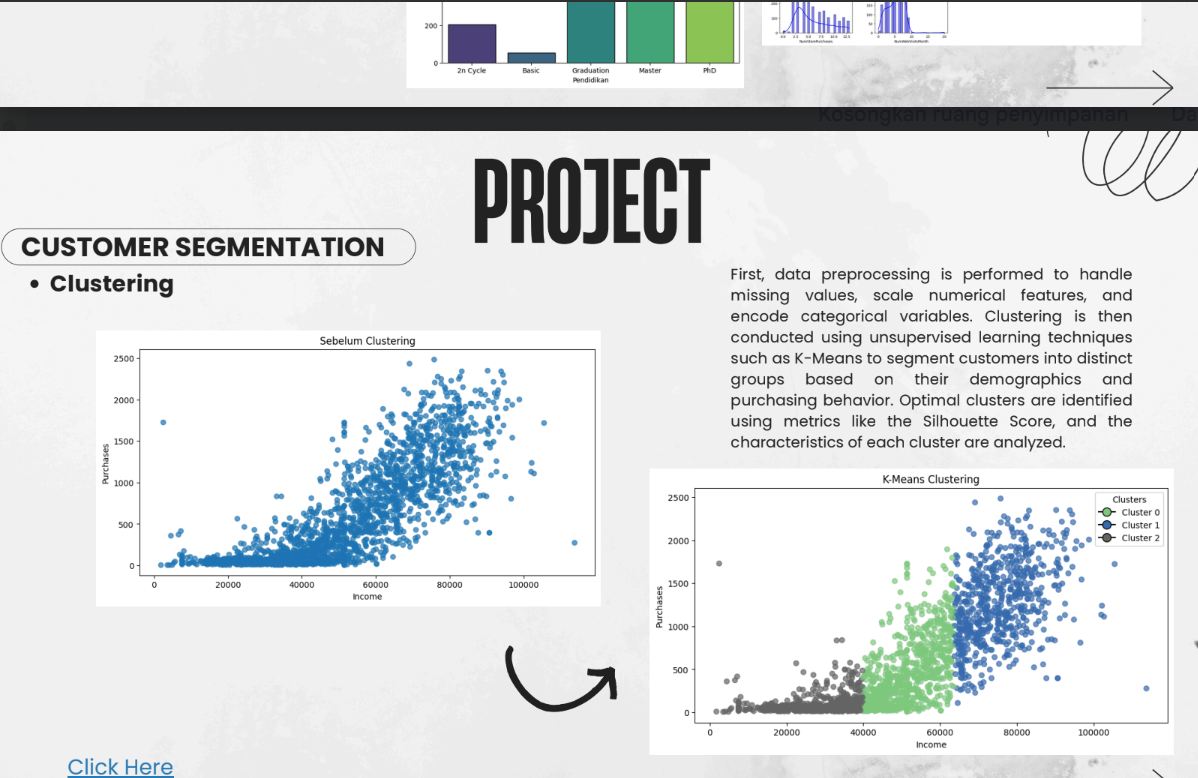 200
0
2n Cycle Basic Graduation Master PhD
Pendidikan
Kosongkan ruang penyimpanan Da
PROJECT
CUSTOMER SEGMENTATION
• Clustering
First, data preprocessing is performed to handle
missing values, scale numerical features, and
encode categorical variables. Clustering is then
conducted using unsupervised learning techniques
such as K-Means to segment customers into distinct
groups based on their demographics and
purchasing behavior. Optimal clusters are identified
using metrics like the Silhouette Score, and the
characteristics of each cluster are analyzed.
Sebelum Clustering
2500
2000
1500
1000
500
0
Purchases
0 20000 40000 60000 80000 100000
Income
K-Means Clustering
Clusters
Cluster 0
Cluster 1
Cluster 2
2500
2000
1500
1000
500
0
Purchases
0 20000 40000 60000 80000 100000
Income
Click Here